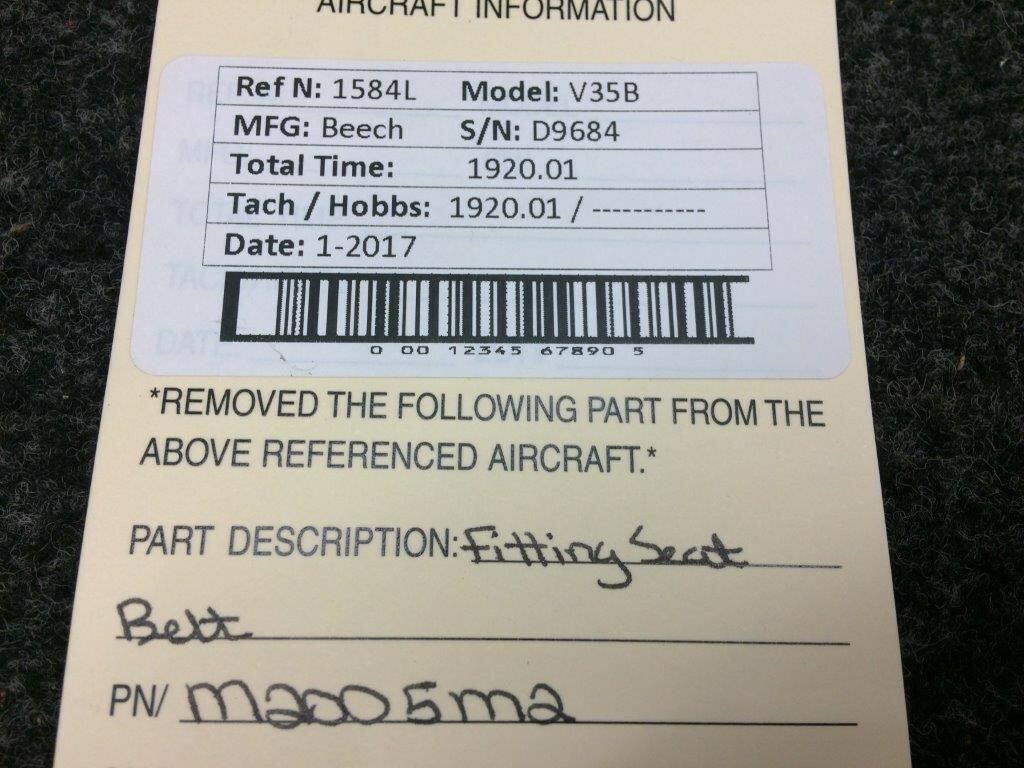 AIRCRAFT INFORMATION
Ref N: 1584L Model: V35B
MFG: Beech S/N: D9684
Total Time: 1920.01
Tach / Hobbs: 1920.01 / -----------
Date: 1-2017
0 00 12345 67890 5
*REMOVED THE FOLLOWING PART FROM THE
ABOVE REFERENCED AIRCRAFT.*
PART DESCRIPTION: Fitting Seat
Belt
PN/ M2005M2